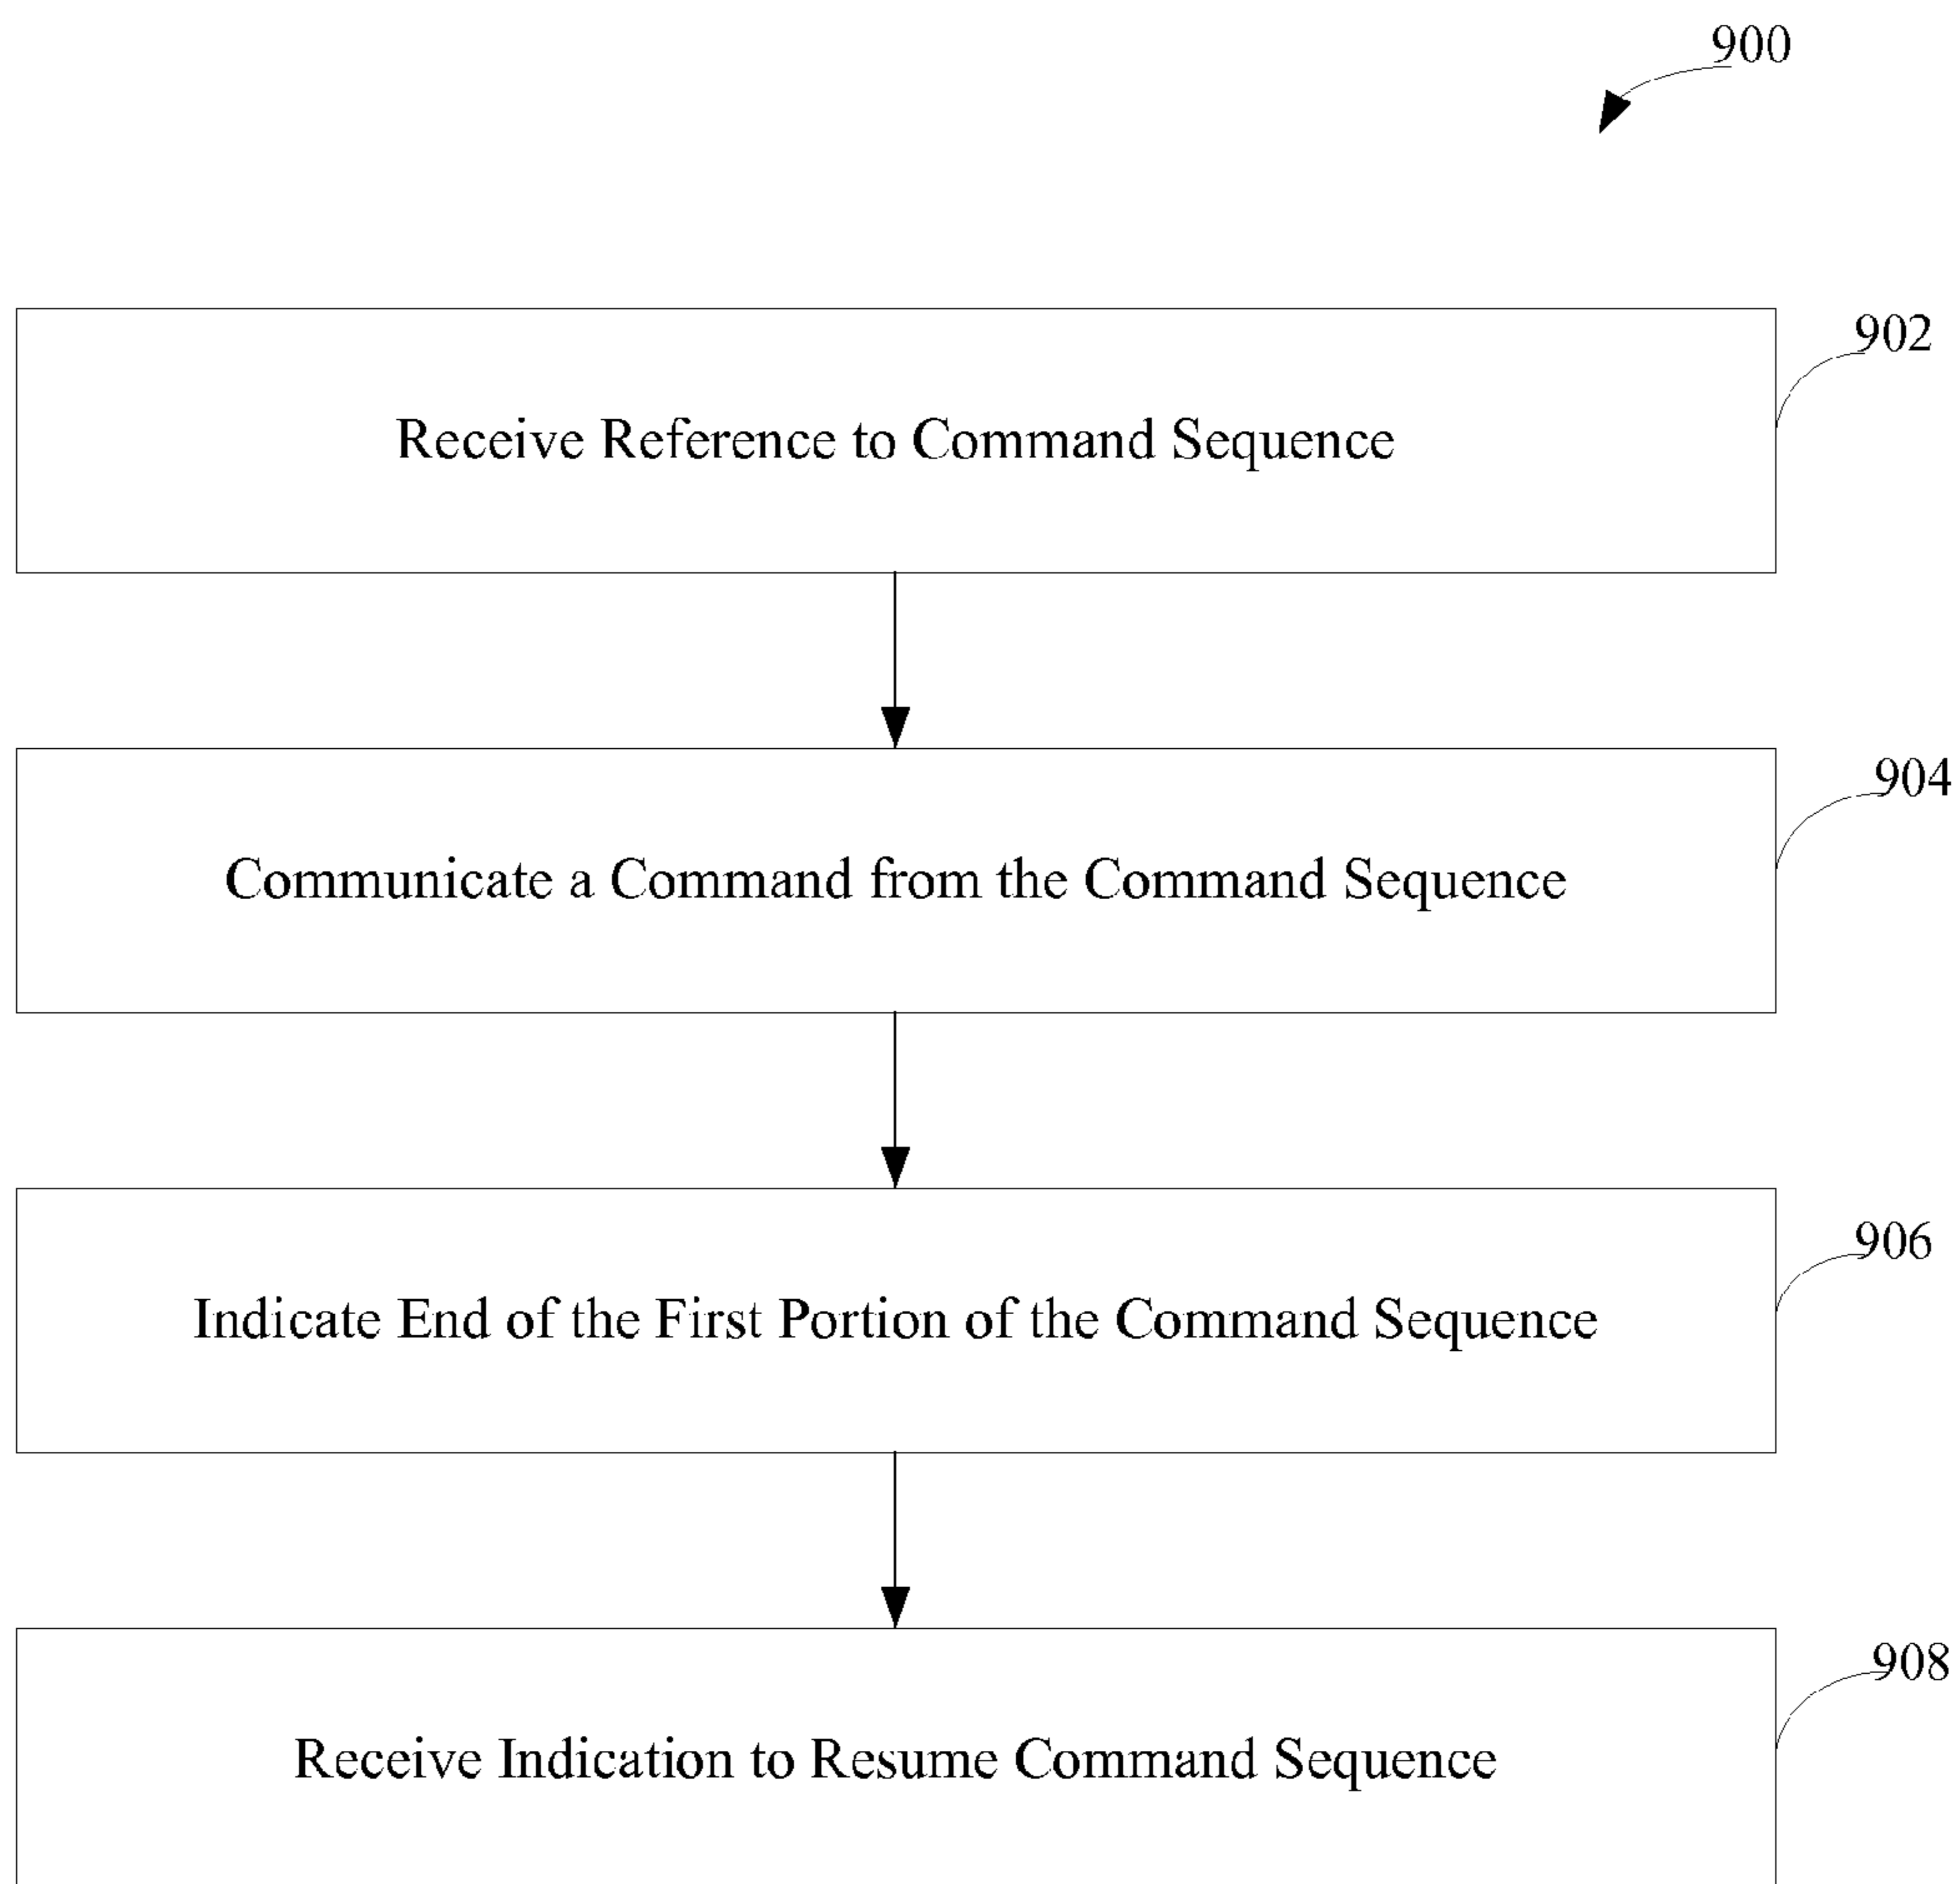 900
902
Receive Reference to Command Sequence
904
Communicate a Command from the Command Sequence
906
Indicate End of the First Portion of the Command Sequence
908
Receive Indication to Resume Command Sequence